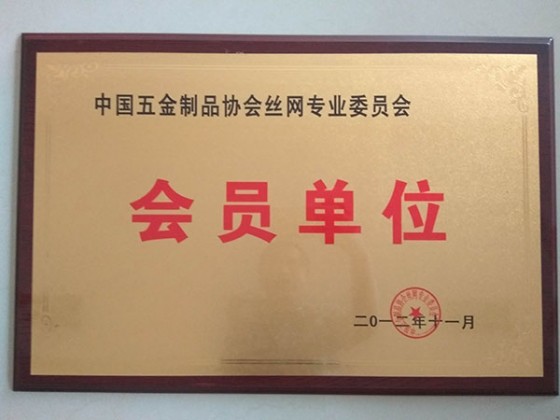 中国五金制品协会丝网专业委员会
会员单位
二0一二年十一月